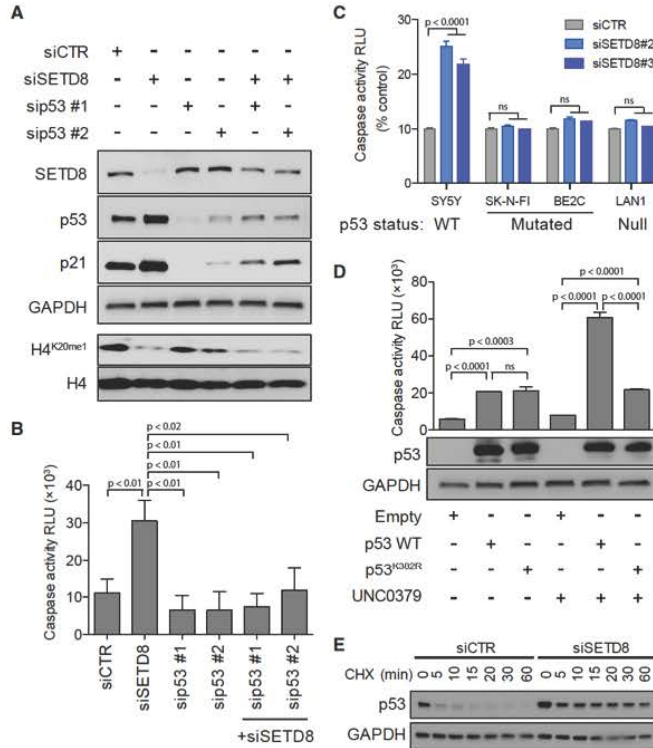 A
siCTR + - - - - -
siSETD8 - + - - + +
sip53 #1 - - + - + -
sip53 #2 - - - + - +
SETD8
p53
p21
GAPDH
H4K20me1
H4
B
p < 0.02
p < 0.01
p < 0.01
p < 0.01 p < 0.01
Caspase activity RLU (×10³)
40
30
20
10
0
siCTR
siSETD8
sip53 #1
sip53 #2
sip53 #1
sip53 #2
+siSETD8
C
siCTR
siSETD8#2
siSETD8#3
p < 0.0001
ns
ns
ns
Caspase activity RLU
(% control)
30
20
10
0
SY5Y SK-N-FI BE2C LAN1
p53 status: WT Mutated Null
D
p < 0.0001
p < 0.0001 p < 0.0001
p < 0.0003
p < 0.0001 ns
Caspase activity RLU (×10³)
80
60
40
20
0
p53
GAPDH
Empty + - - + - -
p53 WT - + - - + -
p53K382R - - + - - +
UNC0379 - - - + + +
E
siCTR siSETD8
CHX (min) 0 5 10 15 20 30 60 0 5 10 15 20 30 60
p53
GAPDH